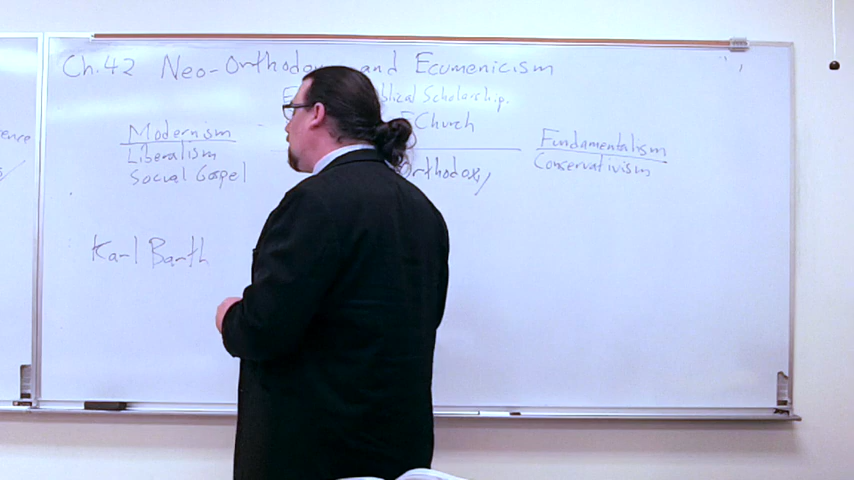 Ch. 42 Neo-Orthodox and Ecumenicism
Biblical Scholarship.
Church
Modernism
Liberalism
Social Gospel
Orthodoxy
Fundamentalism
Conservativism
Karl Barth